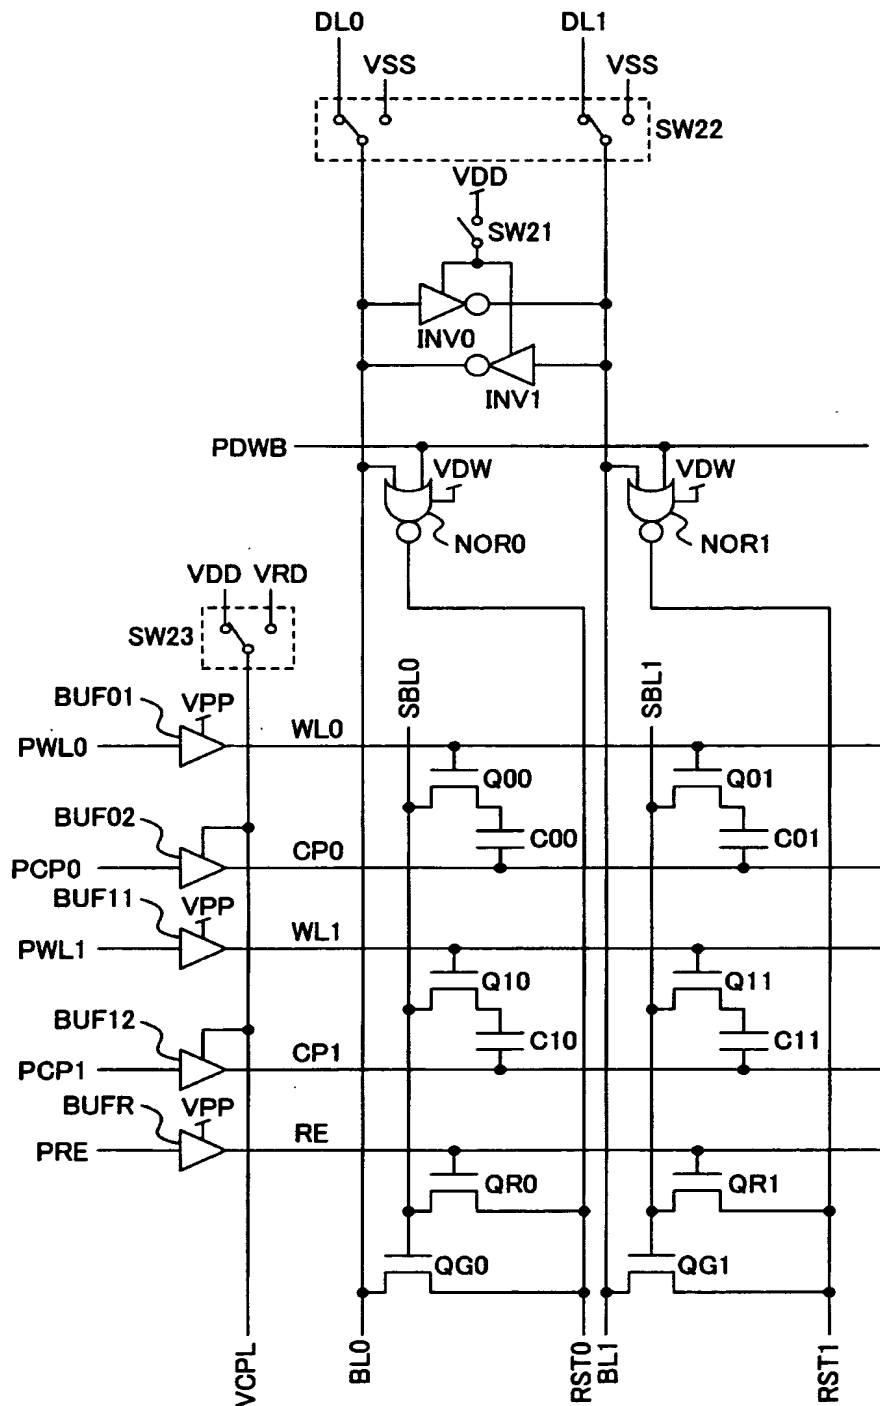 DL0 DL1
VSS VSS
SW22
VDD
SW21
INV0
INV1
PDWB
VDW VDW
NOR0 NOR1
VDD VRD
SW23
SBL0 SBL1
BUF01 VPP
PWL0 WL0
Q00 Q01
BUF02
C00 C01
PCP0 CP0
BUF11 VPP
PWL1 WL1
Q10 Q11
BUF12
C10 C11
PCP1 CP1
BUFR VPP
PRE RE
QR0 QR1
QG0 QG1
VCPL BL0 RST0 BL1 RST1